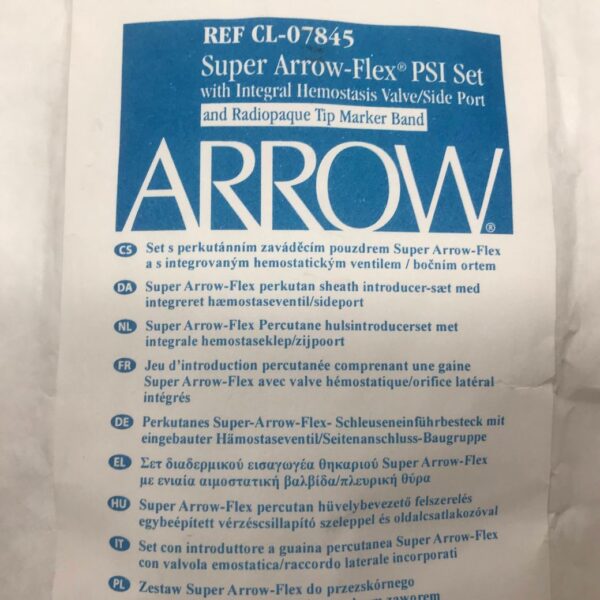 REF CL-07845
Super Arrow-Flex® PSI Set
with Integral Hemostasis Valve/Side Port
and Radiopaque Tip Marker Band
ARROW®
CS Set s perkutánním zaváděcím pouzdrem Super Arrow-Flex
a s integrovaným hemostatickým ventilem / bočním ortem
DA Super Arrow-Flex perkutan sheath introducer-sæt med
integreret hæmostaseventil/sideport
NL Super Arrow-Flex Percutane hulsintroducerset met
integrale hemostaseklep/zijpoort
FR Jeu d'introduction percutanée comprenant une gaine
Super Arrow-Flex avec valve hémostatique/orifice latéral
intégrés
DE Perkutanes Super-Arrow-Flex- Schleuseneinführbesteck mit
eingebauter Hämostaseventil/Seitenanschluss-Baugruppe
EL Σετ διαδερμικού εισαγωγέα θηκαριού Super Arrow-Flex
με ενιαία αιμοστατική βαλβίδα/πλευρική θύρα
HU Super Arrow-Flex percutan hüvelybevezető felszerelés
egybeépített vérzéscsillapító szeleppel és oldalcsatlakozóval
IT Set con introduttore a guaina percutanea Super Arrow-Flex
con valvola emostatica/raccordo laterale incorporati
PL Zestaw Super Arrow-Flex do przezskórnego
zaworem